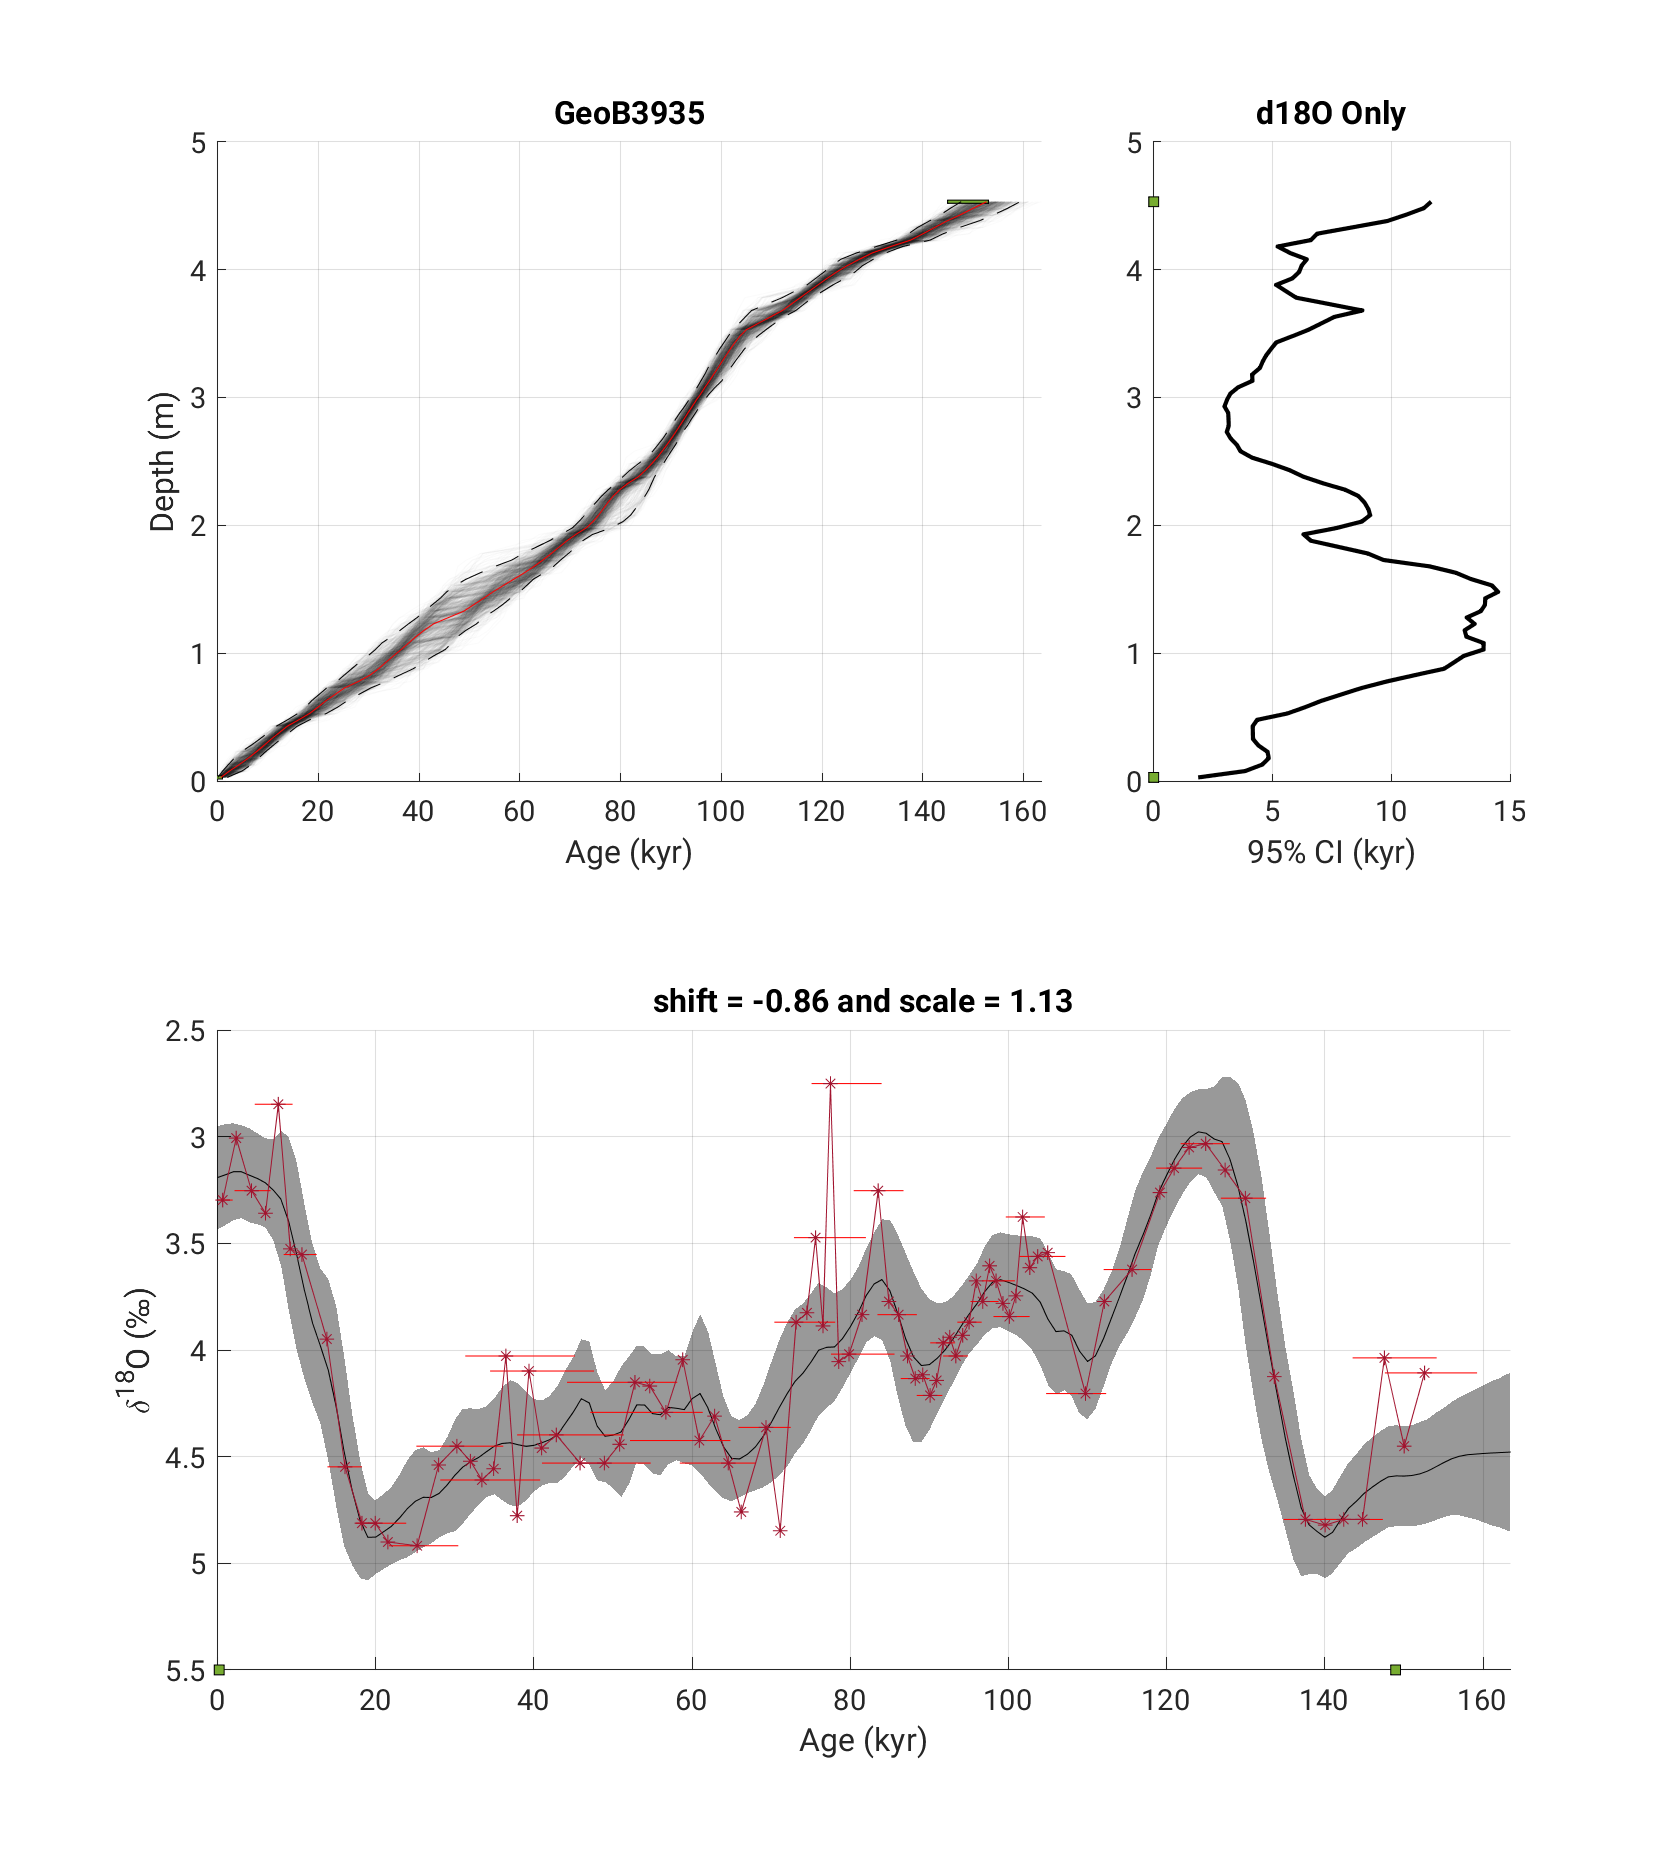 GeoB3935
d18O Only
5
4
3
2
1
0
Depth (m)
0 20 40 60 80 100 120 140 160
Age (kyr)
5
4
3
2
1
0
0 5 10 15
95% CI (kyr)
shift = -0.86 and scale = 1.13
2.5
3
3.5
4
4.5
5
5.5
δ18O (‰)
0 20 40 60 80 100 120 140 160
Age (kyr)